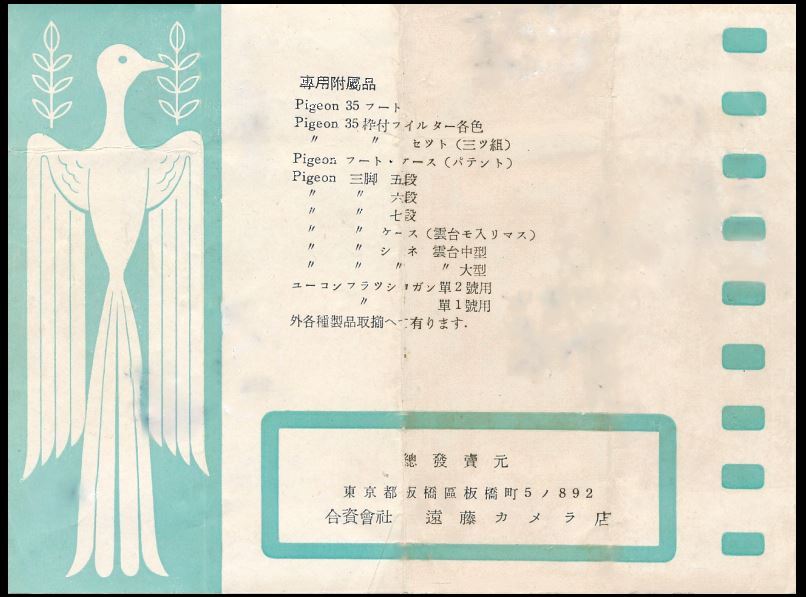 專用附屬品
Pigeon 35 フート
Pigeon 35 枠付フイルター各色
〃 〃 セツト（三ツ組）
Pigeon フート・ケース（パテント）
Pigeon 三脚 五段
〃 〃 六段
〃 〃 七段
〃 〃 ケース（雲台モ入リマス）
〃 〃 シネ 雲台中型
〃 〃 〃 〃 大型
ユーコンフラツシュガン單2號用
〃 單1號用
外各種製品取揃へて有ります.
總發賣元
東京都板橋區板橋町5ノ892
合資會社 遠藤カメラ店